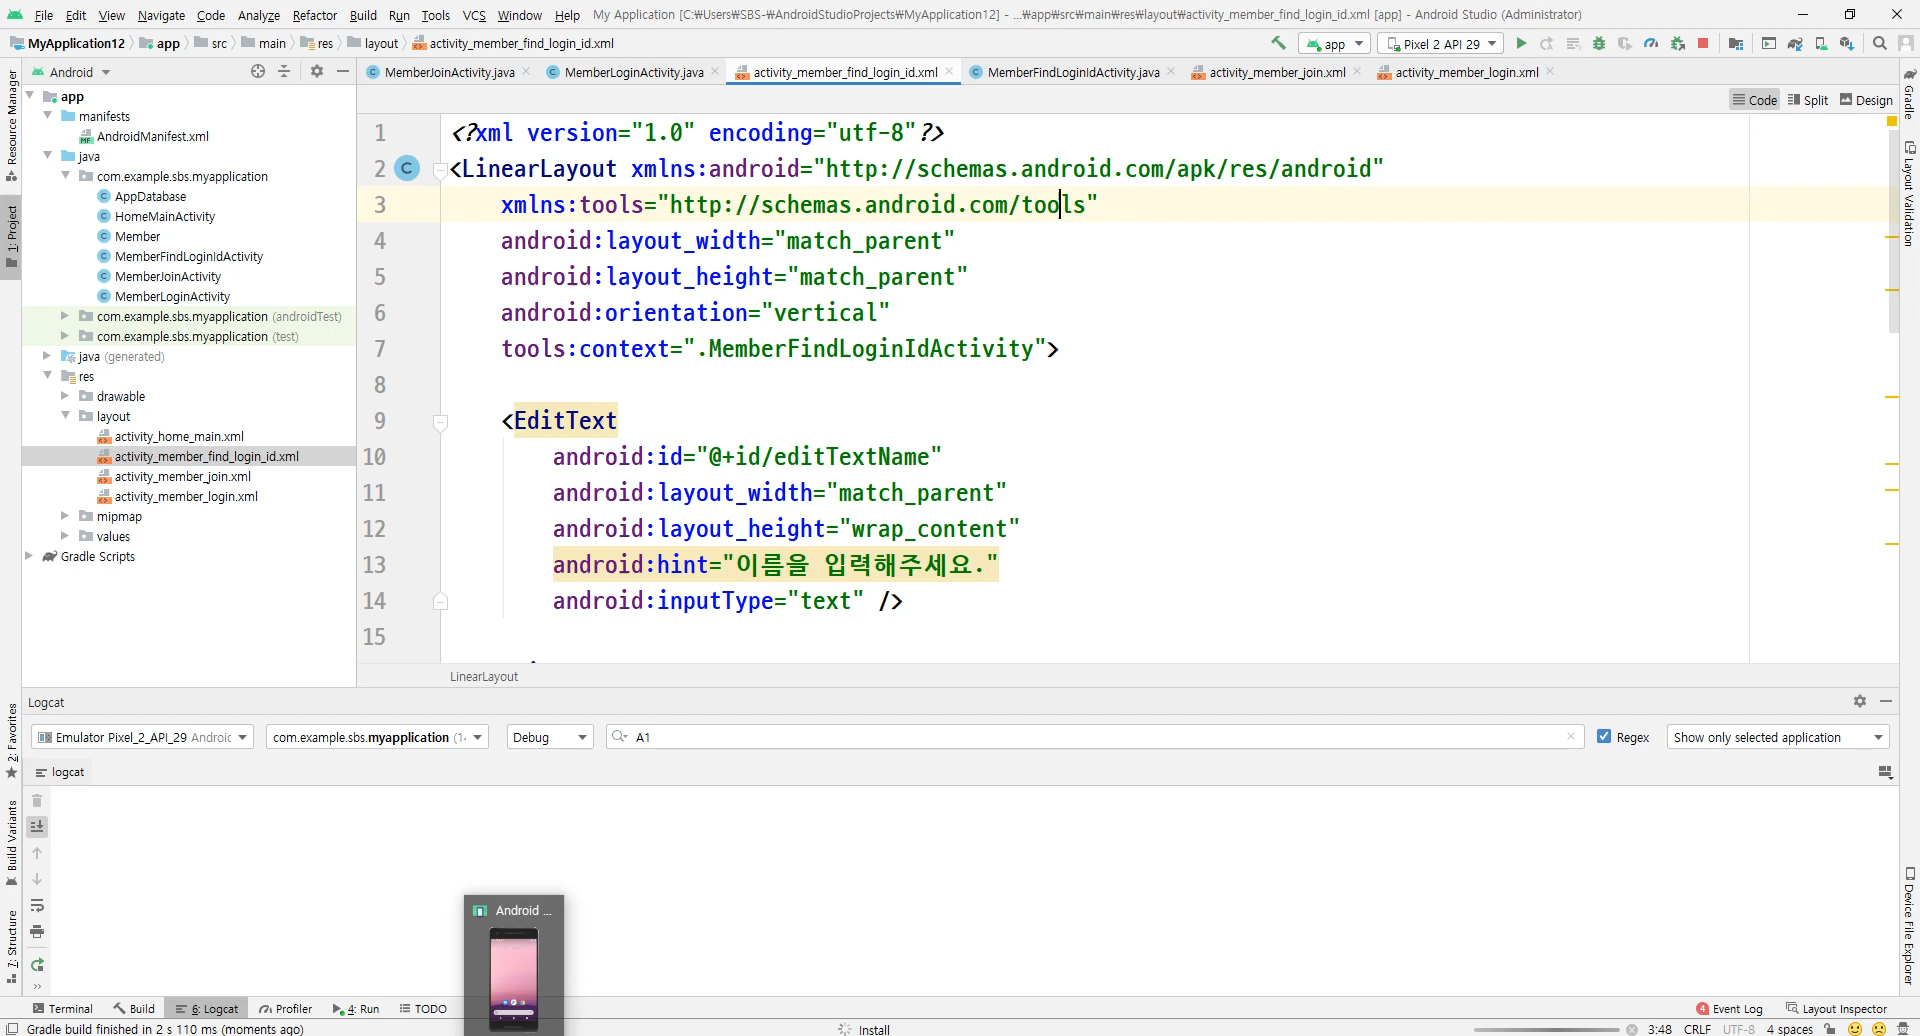 File Edit View Navigate Code Analyze Refactor Build Run Tools VCS Window Help My Application [C:₩Users₩SBS-₩AndroidStudioProjects₩MyApplication12] - ...₩app₩src₩main₩res₩layout₩activity_member_find_login_id.xml [app] - Android Studio (Administrator)
MyApplication12 app src main res layout activity_member_find_login_id.xml
app Pixel 2 API 29
Android
MemberJoinActivity.java MemberLoginActivity.java activity_member_find_login_id.xml MemberFindLoginIdActivity.java activity_member_join.xml activity_member_login.xml
Code Split Design
Resource Manager
1: Project
2: Favorites
Build Variants
7: Structure
app
manifests
AndroidManifest.xml
java
com.example.sbs.myapplication
AppDatabase
HomeMainActivity
Member
MemberFindLoginIdActivity
MemberJoinActivity
MemberLoginActivity
com.example.sbs.myapplication (androidTest)
com.example.sbs.myapplication (test)
java (generated)
res
drawable
layout
activity_home_main.xml
activity_member_find_login_id.xml
activity_member_join.xml
activity_member_login.xml
mipmap
values
Gradle Scripts
1 <?xml version="1.0" encoding="utf-8"?>
2 C <LinearLayout xmlns:android="http://schemas.android.com/apk/res/android"
3 xmlns:tools="http://schemas.android.com/tools"
4 android:layout_width="match_parent"
5 android:layout_height="match_parent"
6 android:orientation="vertical"
7 tools:context=".MemberFindLoginIdActivity">
8
9 <EditText
10 android:id="@+id/editTextName"
11 android:layout_width="match_parent"
12 android:layout_height="wrap_content"
13 android:hint="이름을 입력해주세요."
14 android:inputType="text" />
15
LinearLayout
Gradle
Layout Validation
Device File Explorer
Logcat
Emulator Pixel_2_API_29 Android com.example.sbs.myapplication Debug A1 Regex Show only selected application
logcat
Android ...
Terminal Build 6: Logcat Profiler 4: Run TODO 4 Event Log Layout Inspector
Gradle build finished in 2 s 110 ms (moments ago) Install 3:48 CRLF UTF-8 4 spaces